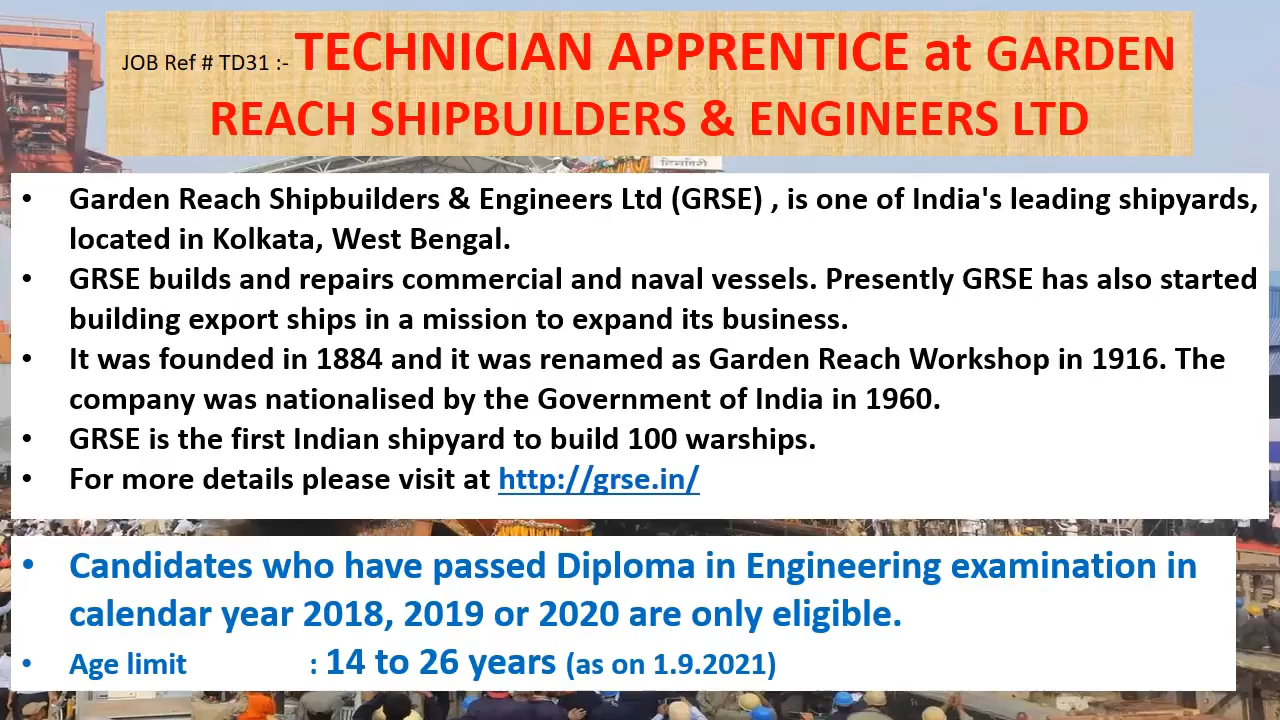 JOB Ref # TD31 :- TECHNICIAN APPRENTICE at GARDEN
REACH SHIPBUILDERS & ENGINEERS LTD
हिमगिरी
• Garden Reach Shipbuilders & Engineers Ltd (GRSE) , is one of India's leading shipyards,
located in Kolkata, West Bengal.
• GRSE builds and repairs commercial and naval vessels. Presently GRSE has also started
building export ships in a mission to expand its business.
• It was founded in 1884 and it was renamed as Garden Reach Workshop in 1916. The
company was nationalised by the Government of India in 1960.
• GRSE is the first Indian shipyard to build 100 warships.
• For more details please visit at http://grse.in/
• Candidates who have passed Diploma in Engineering examination in
calendar year 2018, 2019 or 2020 are only eligible.
• Age limit : 14 to 26 years (as on 1.9.2021)